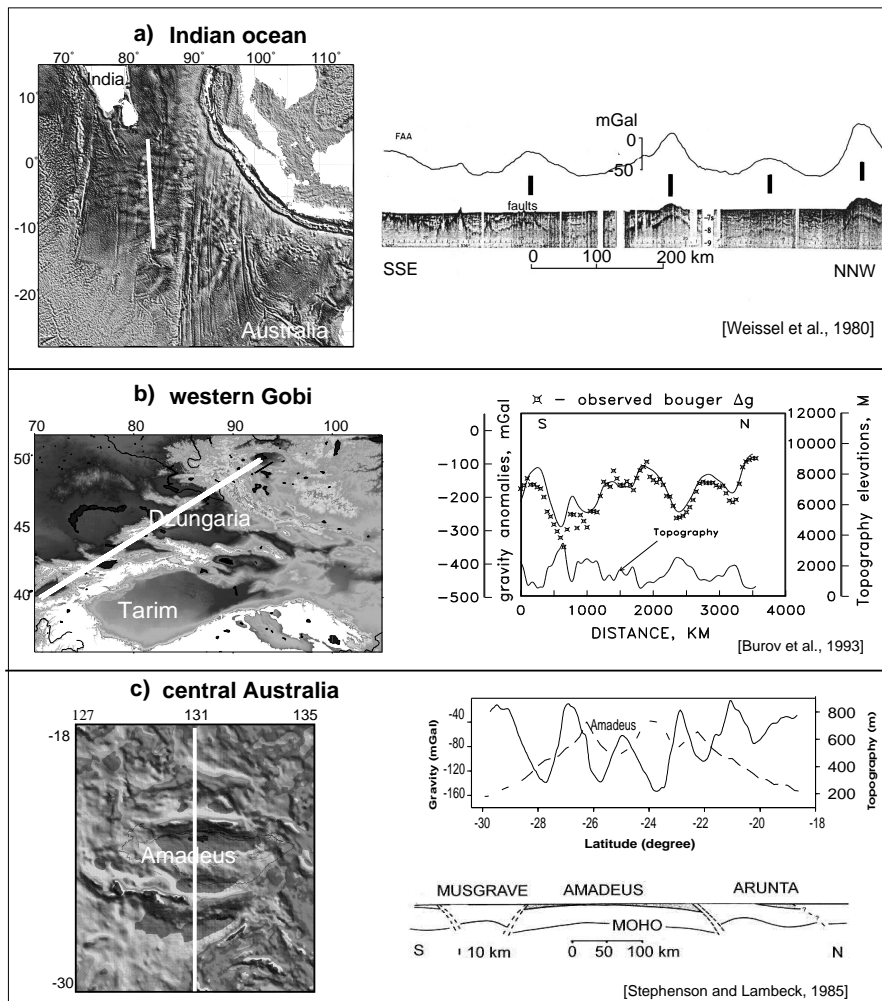 a) Indian ocean
70° 80° 90° 100° 110°
India
10°
0°
-10°
-20°
Australia
FAA
mGal
0
-50
faults
-7s
-8
-9
0 100 200 km
SSE NNW
[Weissel et al., 1980]
b) western Gobi
70 80 90 100
50°
45
40°
Dzungaria
Tarim
¤ – observed bouger Δg
S N
0
-100
-200
-300
-400
-500
gravity anomalies, mGal
Topography
12000
10000
8000
6000
4000
2000
0
Topography elevations, M
0 1000 2000 3000 4000
DISTANCE, KM
[Burov et al., 1993]
c) central Australia
127 131 135
-18
Amadeus
-30
-40
-80
-120
-160
Gravity (mGal)
Amadeus
800
600
400
200
Topography (m)
-30 -28 -26 -24 -22 -20 -18
Latitude (degree)
MUSGRAVE AMADEUS ARUNTA
? ?
MOHO
S 10 km 0 50 100 km N
[Stephenson and Lambeck, 1985]